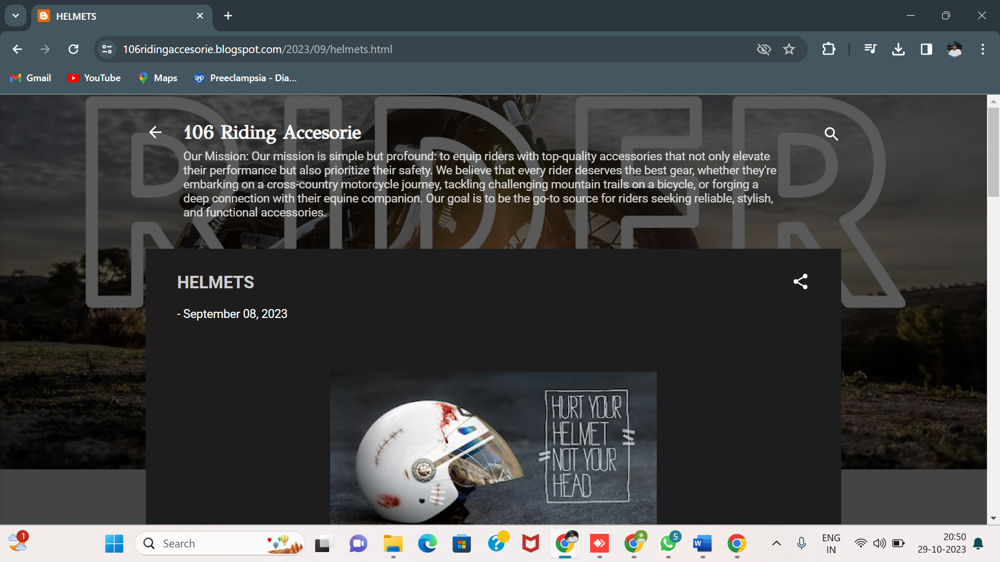 HELMETS
106ridingaccesorie.blogspot.com/2023/09/helmets.html
Gmail
YouTube
Maps
Preeclampsia - Dia...
RIDER
106 Riding Accesorie
Our Mission: Our mission is simple but profound: to equip riders with top-quality accessories that not only elevate
their performance but also prioritize their safety. We believe that every rider deserves the best gear, whether they're
embarking on a cross-country motorcycle journey, tackling challenging mountain trails on a bicycle, or forging a
deep connection with their equine companion. Our goal is to be the go-to source for riders seeking reliable, stylish,
and functional accessories.
HELMETS
- September 08, 2023
HURT YOUR
HELMET
NOT YOUR
HEAD
1
Search
5
ENG
IN
20:50
29-10-2023